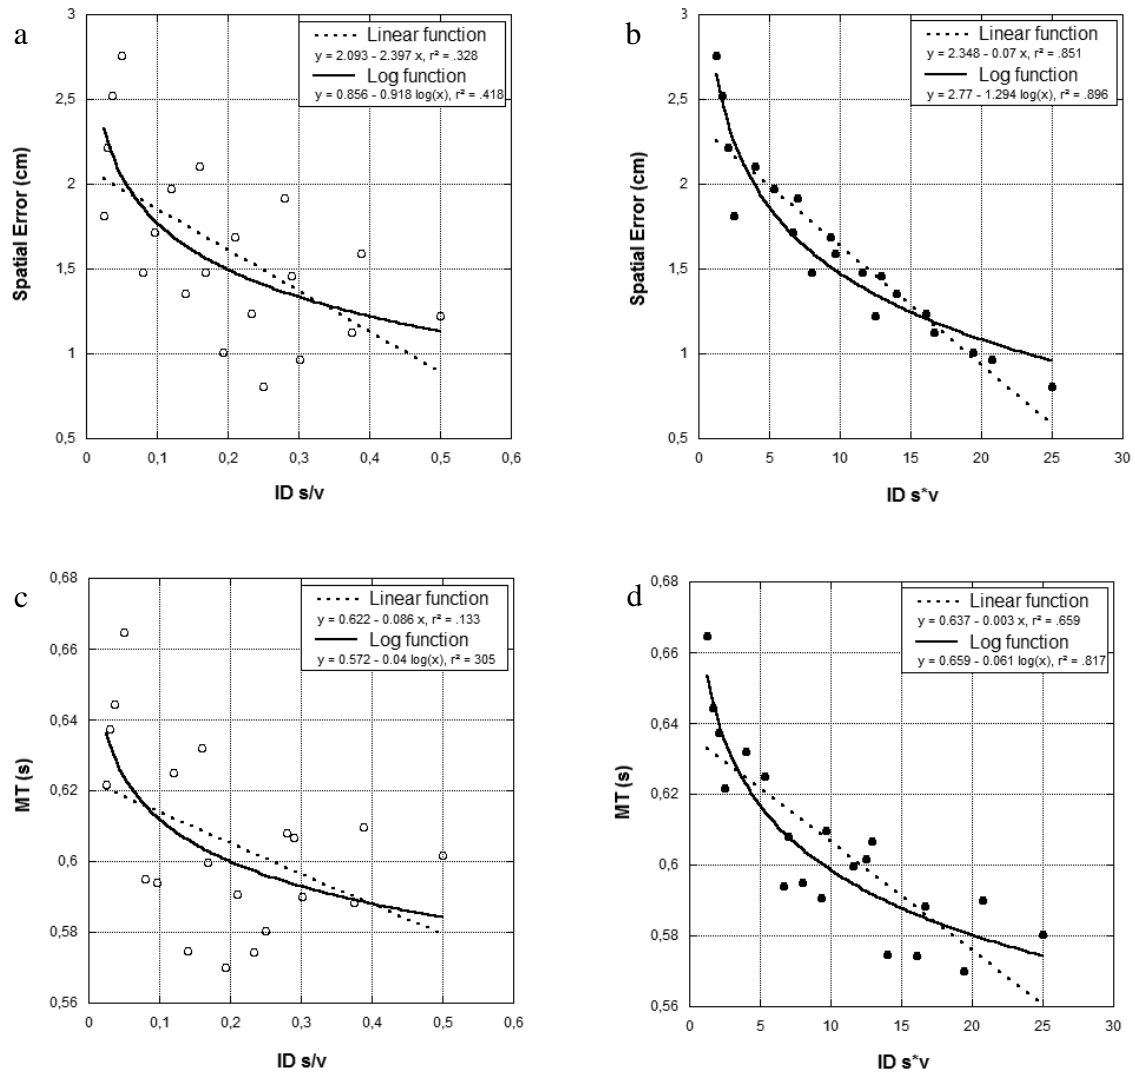 a
3
2,5
2
1,5
1
0,5
Spatial Error (cm)
Linear function
y = 2.093 - 2.397 x, r² = .328
Log function
y = 0.856 - 0.918 log(x), r² = .418
0 0,1 0,2 0,3 0,4 0,5 0,6
ID s/v
b
3
2,5
2
1,5
1
0,5
Spatial Error (cm)
Linear function
y = 2.348 - 0.07 x, r² = .851
Log function
y = 2.77 - 1.294 log(x), r² = .896
0 5 10 15 20 25 30
ID s*v
c
0,68
0,66
0,64
0,62
0,6
0,58
0,56
MT (s)
Linear function
y = 0.622 - 0.086 x, r² = .133
Log function
y = 0.572 - 0.04 log(x), r² = 305
0 0,1 0,2 0,3 0,4 0,5 0,6
ID s/v
d
0,68
0,66
0,64
0,62
0,6
0,58
0,56
MT (s)
Linear function
y = 0.637 - 0.003 x, r² = .659
Log function
y = 0.659 - 0.061 log(x), r² = .817
0 5 10 15 20 25 30
ID s*v